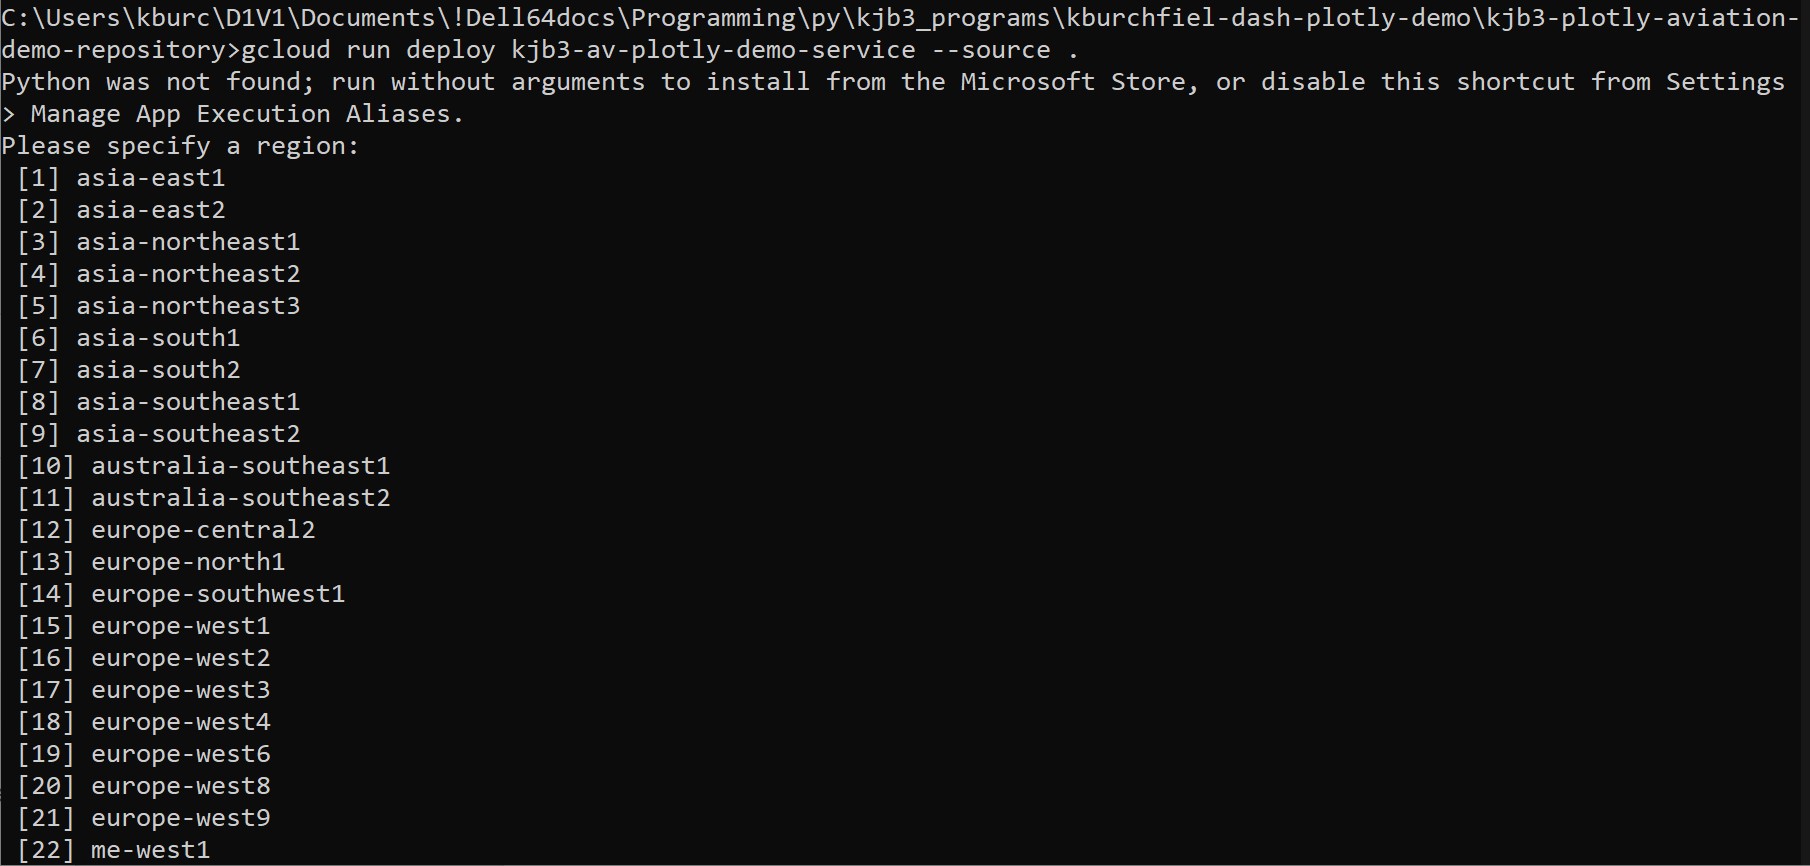 C:\Users\kburc\D1V1\Documents\!Dell64docs\Programming\py\kjb3_programs\kburchfiel-dash-plotly-demo\kjb3-plotly-aviation-
demo-repository>gcloud run deploy kjb3-av-plotly-demo-service --source .
Python was not found; run without arguments to install from the Microsoft Store, or disable this shortcut from Settings
> Manage App Execution Aliases.
Please specify a region:
[1] asia-east1
[2] asia-east2
[3] asia-northeast1
[4] asia-northeast2
[5] asia-northeast3
[6] asia-south1
[7] asia-south2
[8] asia-southeast1
[9] asia-southeast2
[10] australia-southeast1
[11] australia-southeast2
[12] europe-central2
[13] europe-north1
[14] europe-southwest1
[15] europe-west1
[16] europe-west2
[17] europe-west3
[18] europe-west4
[19] europe-west6
[20] europe-west8
[21] europe-west9
[22] me-west1